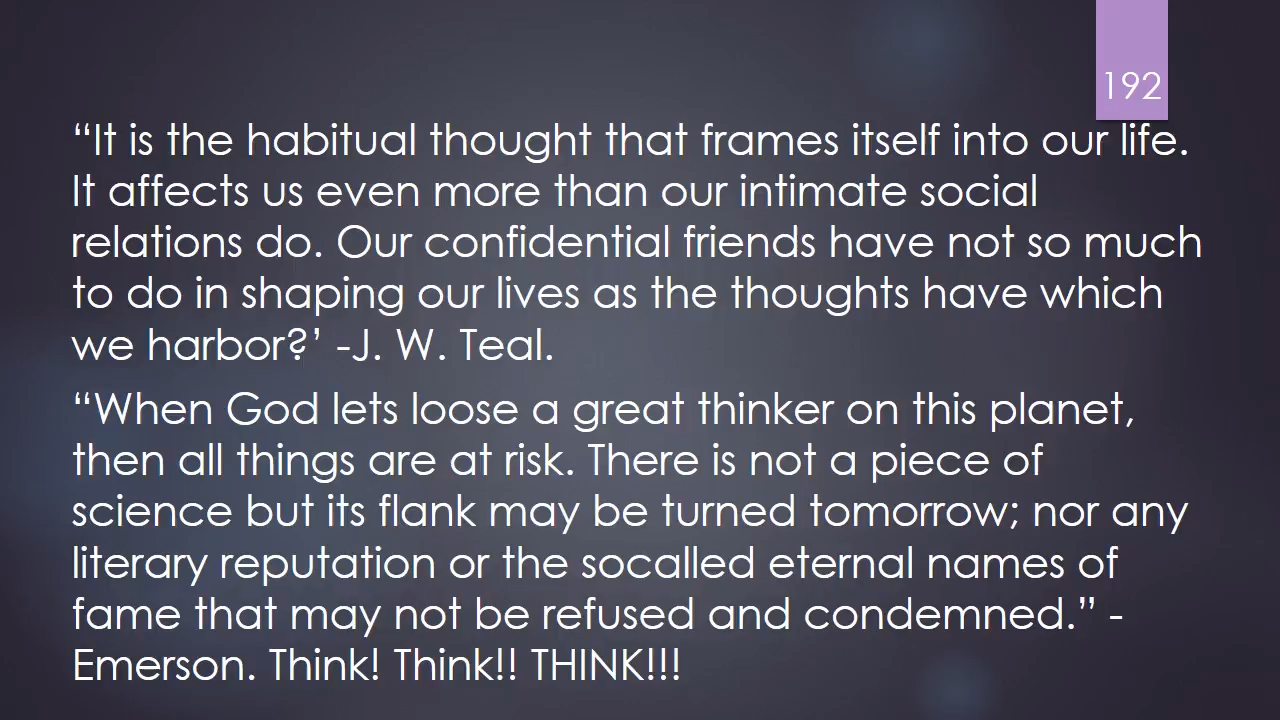 192
“It is the habitual thought that frames itself into our life.
It affects us even more than our intimate social
relations do. Our confidential friends have not so much
to do in shaping our lives as the thoughts have which
we harbor?’ -J. W. Teal.
“When God lets loose a great thinker on this planet,
then all things are at risk. There is not a piece of
science but its flank may be turned tomorrow; nor any
literary reputation or the socalled eternal names of
fame that may not be refused and condemned.” -
Emerson. Think! Think!! THINK!!!